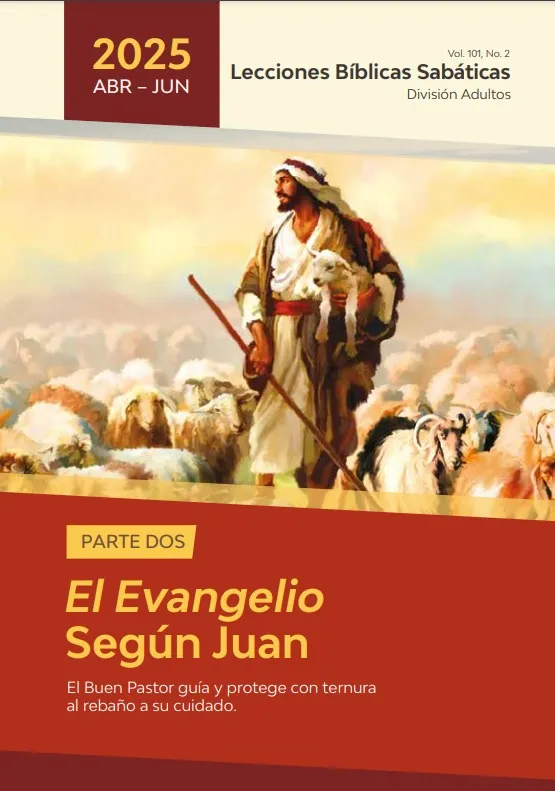 2025
ABR – JUN
Vol. 101, No. 2
Lecciones Bíblicas Sabáticas
División Adultos
PARTE DOS
El Evangelio
Según Juan
El Buen Pastor guía y protege con ternura
al rebaño a su cuidado.